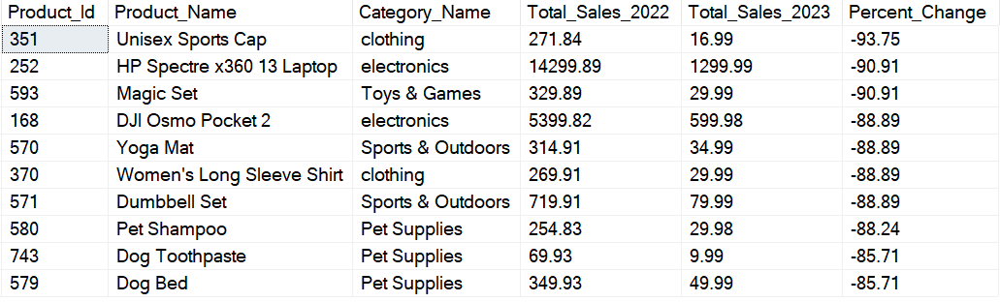 Product_Id Product_Name Category_Name Total_Sales_2022 Total_Sales_2023 Percent_Change
351 Unisex Sports Cap clothing 271.84 16.99 -93.75
252 HP Spectre x360 13 Laptop electronics 14299.89 1299.99 -90.91
593 Magic Set Toys & Games 329.89 29.99 -90.91
168 DJI Osmo Pocket 2 electronics 5399.82 599.98 -88.89
570 Yoga Mat Sports & Outdoors 314.91 34.99 -88.89
370 Women's Long Sleeve Shirt clothing 269.91 29.99 -88.89
571 Dumbbell Set Sports & Outdoors 719.91 79.99 -88.89
580 Pet Shampoo Pet Supplies 254.83 29.98 -88.24
743 Dog Toothpaste Pet Supplies 69.93 9.99 -85.71
579 Dog Bed Pet Supplies 349.93 49.99 -85.71